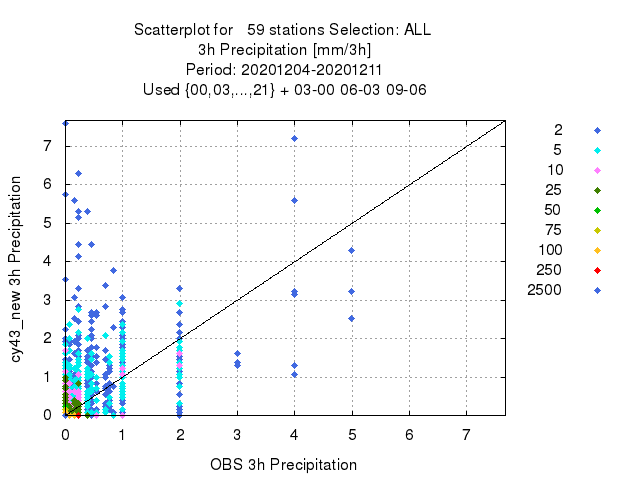 Scatterplot for 59 stations Selection: ALL
3h Precipitation [mm/3h]
Period: 20201204-20201211
Used {00,03,...,21} + 03-00 06-03 09-06
cy43_new 3h Precipitation
7
6
5
4
3
2
1
0
0 1 2 3 4 5 6 7
OBS 3h Precipitation
2
5
10
25
50
75
100
250
2500